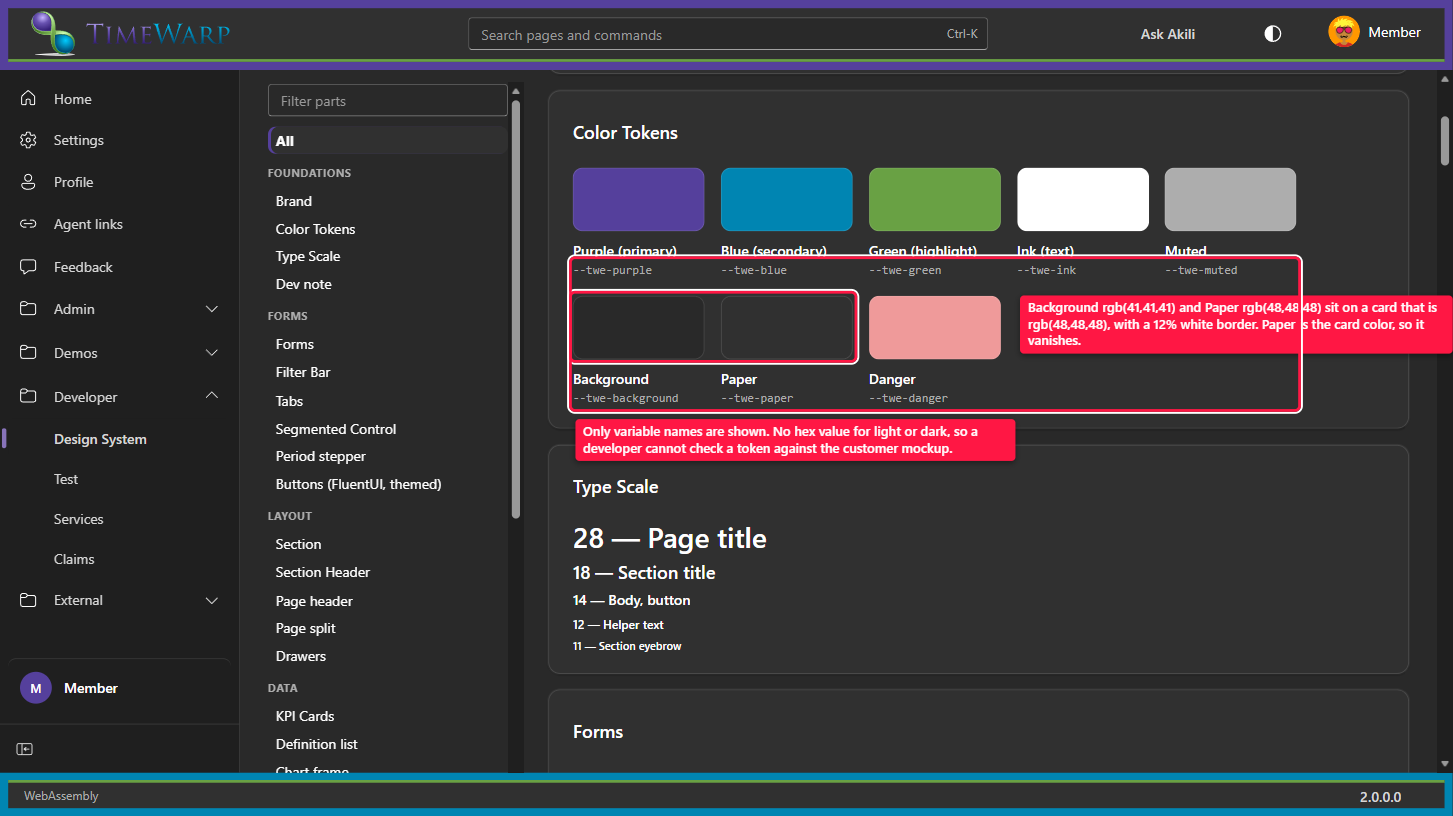 TIMEWARP
Search pages and commands
Ctrl-K
Ask Akili
Member
Home
Settings
Profile
Agent links
Feedback
Admin
Demos
Developer
Design System
Test
Services
Claims
External
M
Member
Filter parts
All
FOUNDATIONS
Brand
Color Tokens
Type Scale
Dev note
FORMS
Forms
Filter Bar
Tabs
Segmented Control
Period stepper
Buttons (FluentUI, themed)
LAYOUT
Section
Section Header
Page header
Page split
Drawers
DATA
KPI Cards
Definition list
Chart frame
Color Tokens
Purple (primary)
Blue (secondary)
Green (highlight)
Ink (text)
Muted
--twe-purple
--twe-blue
--twe-green
--twe-ink
--twe-muted
Background rgb(41,41,41) and Paper rgb(48,48,48) sit on a card that is
rgb(48,48,48), with a 12% white border. Paper is the card color, so it
vanishes.
Background
Paper
Danger
--twe-background
--twe-paper
--twe-danger
Only variable names are shown. No hex value for light or dark, so a
developer cannot check a token against the customer mockup.
Type Scale
28 — Page title
18 — Section title
14 — Body, button
12 — Helper text
11 — Section eyebrow
Forms
WebAssembly
2.0.0.0